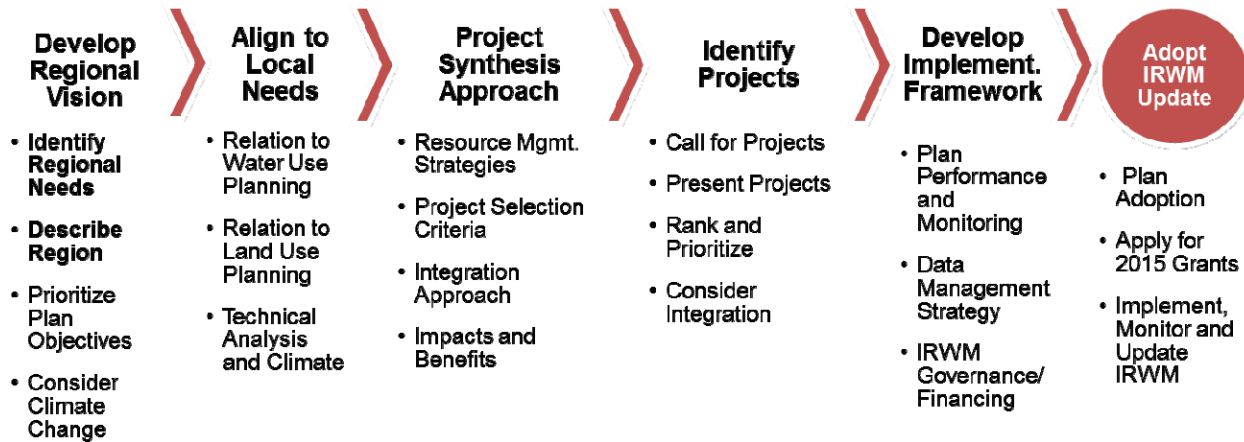 Develop
Regional
Vision
• Identify
Regional
Needs
• Describe
Region
• Prioritize
Plan
Objectives
• Consider
Climate
Change
Align to
Local
Needs
• Relation to
Water Use
Planning
• Relation to
Land Use
Planning
• Technical
Analysis
and Climate
Project
Synthesis
Approach
• Resource Mgmt.
Strategies
• Project Selection
Criteria
• Integration
Approach
• Impacts and
Benefits
Identify
Projects
• Call for Projects
• Present Projects
• Rank and
Prioritize
• Consider
Integration
Develop
Implement.
Framework
• Plan
Performance
and
Monitoring
• Data
Management
Strategy
• IRWM
Governance/
Financing
Adopt
IRWM
Update
• Plan
Adoption
• Apply for
2015 Grants
• Implement,
Monitor and
Update
IRWM